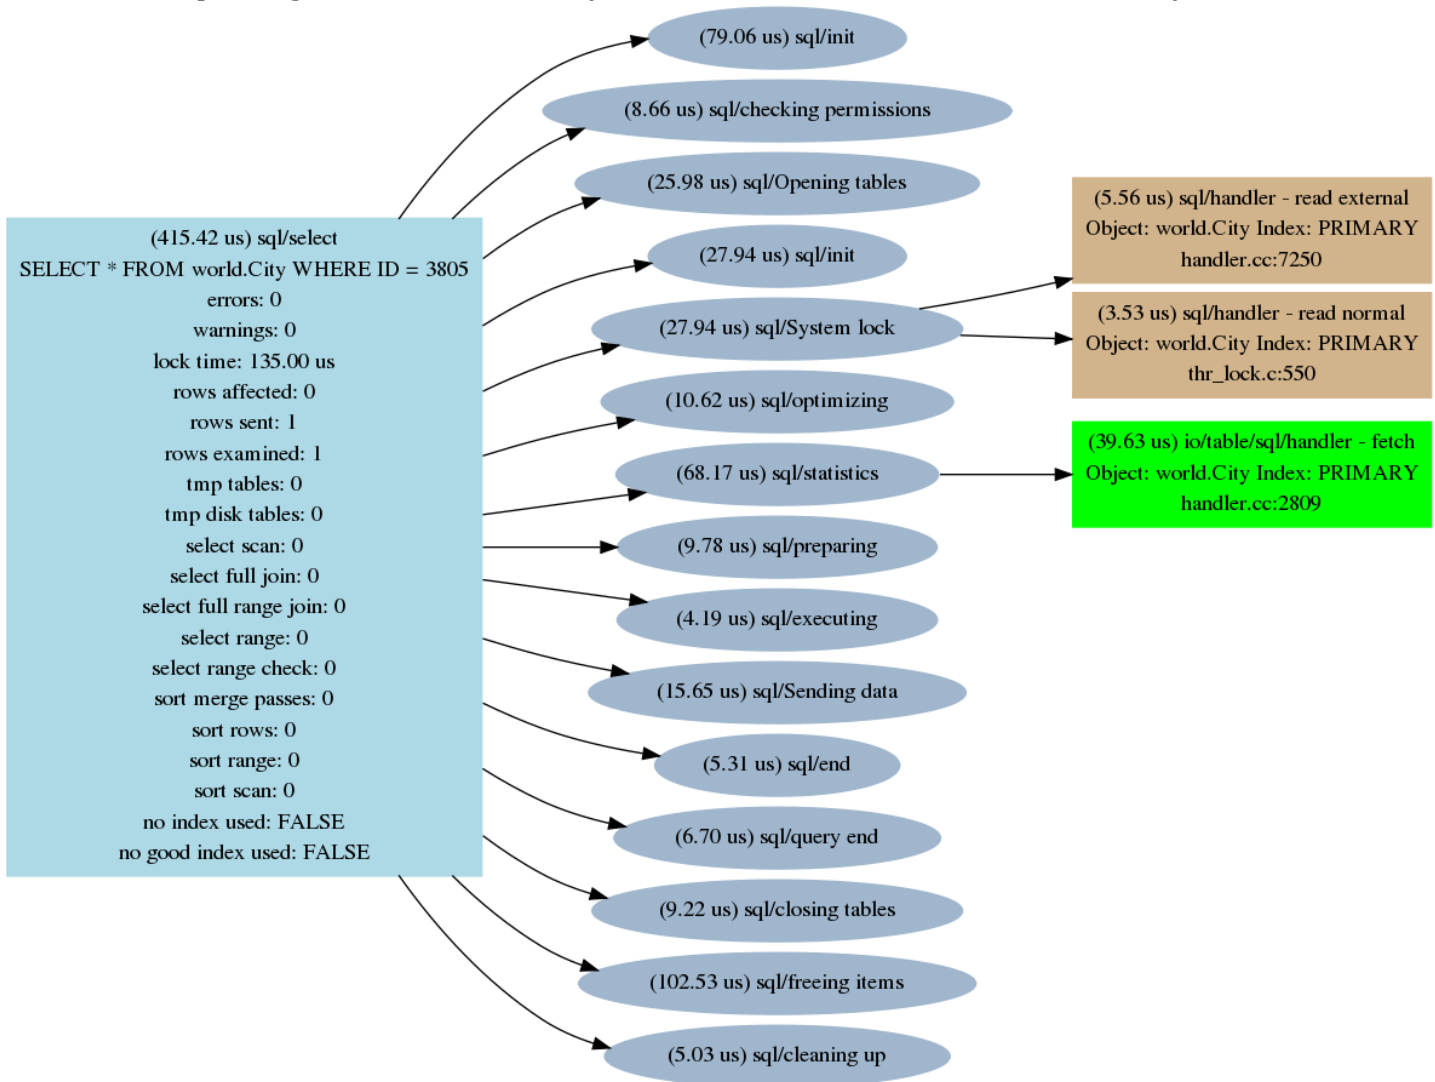 (415.42 us) sql/select
SELECT * FROM world.City WHERE ID = 3805
errors: 0
warnings: 0
lock time: 135.00 us
rows affected: 0
rows sent: 1
rows examined: 1
tmp tables: 0
tmp disk tables: 0
select scan: 0
select full join: 0
select full range join: 0
select range: 0
select range check: 0
sort merge passes: 0
sort rows: 0
sort range: 0
sort scan: 0
no index used: FALSE
no good index used: FALSE
(79.06 us) sql/init
(8.66 us) sql/checking permissions
(25.98 us) sql/Opening tables
(27.94 us) sql/init
(27.94 us) sql/System lock
(10.62 us) sql/optimizing
(68.17 us) sql/statistics
(9.78 us) sql/preparing
(4.19 us) sql/executing
(15.65 us) sql/Sending data
(5.31 us) sql/end
(6.70 us) sql/query end
(9.22 us) sql/closing tables
(102.53 us) sql/freeing items
(5.03 us) sql/cleaning up
(5.56 us) sql/handler - read external
Object: world.City Index: PRIMARY
handler.cc:7250
(3.53 us) sql/handler - read normal
Object: world.City Index: PRIMARY
thr_lock.c:550
(39.63 us) io/table/sql/handler - fetch
Object: world.City Index: PRIMARY
handler.cc:2809